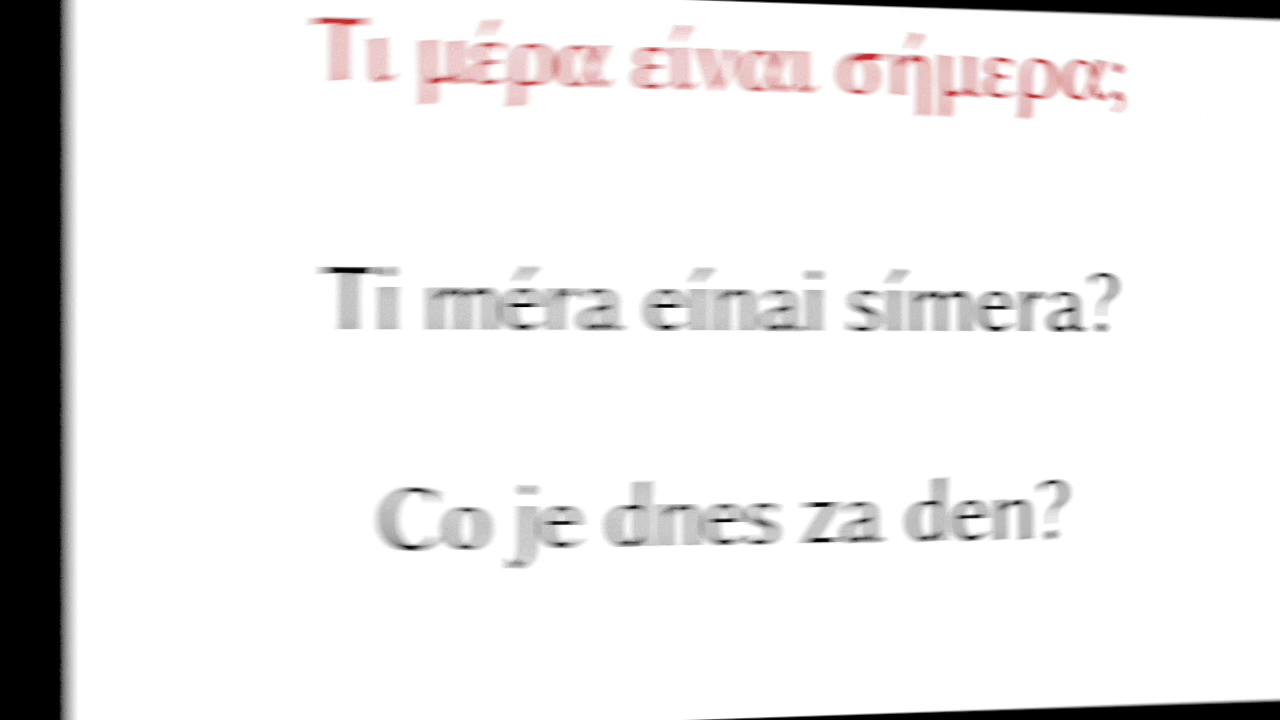 Τι μέρα είναι σήμερα;
Ti méra eínai símera?
Co je dnes za den?